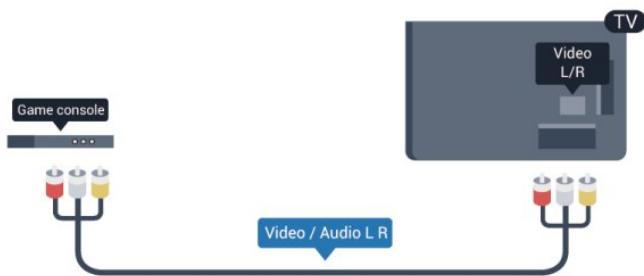 TV
Video
L/R
Game console
Video / Audio L R